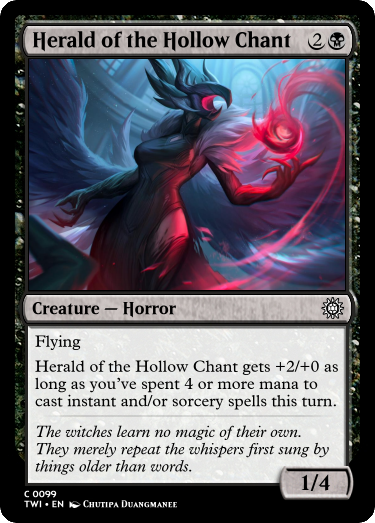 Herald of the Hollow Chant 2
Creature — Horror
Flying
Herald of the Hollow Chant gets +2/+0 as
long as you've spent 4 or more mana to
cast instant and/or sorcery spells this turn.
The witches learn no magic of their own.
They merely repeat the whispers first sung by
things older than words.
1/4
C 0099
TWI • EN Chutipa Duangmanee